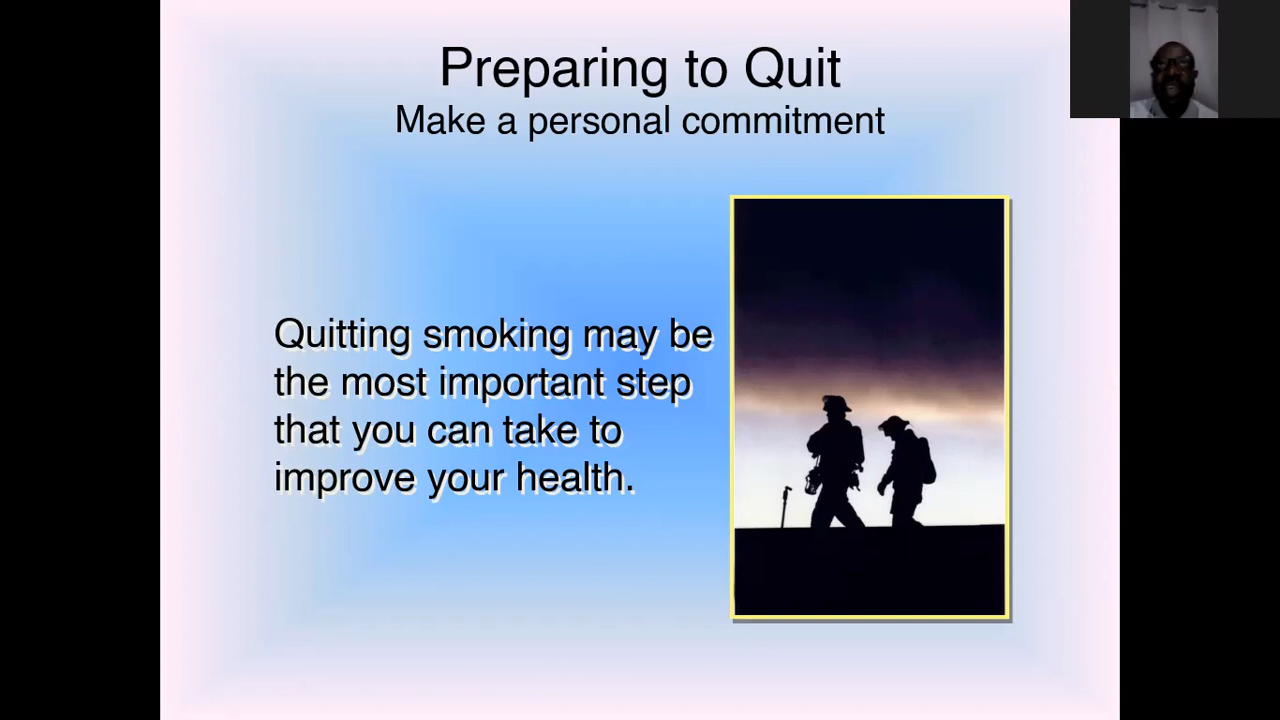 Preparing to Quit
Make a personal commitment
Quitting smoking may be
the most important step
that you can take to
improve your health.